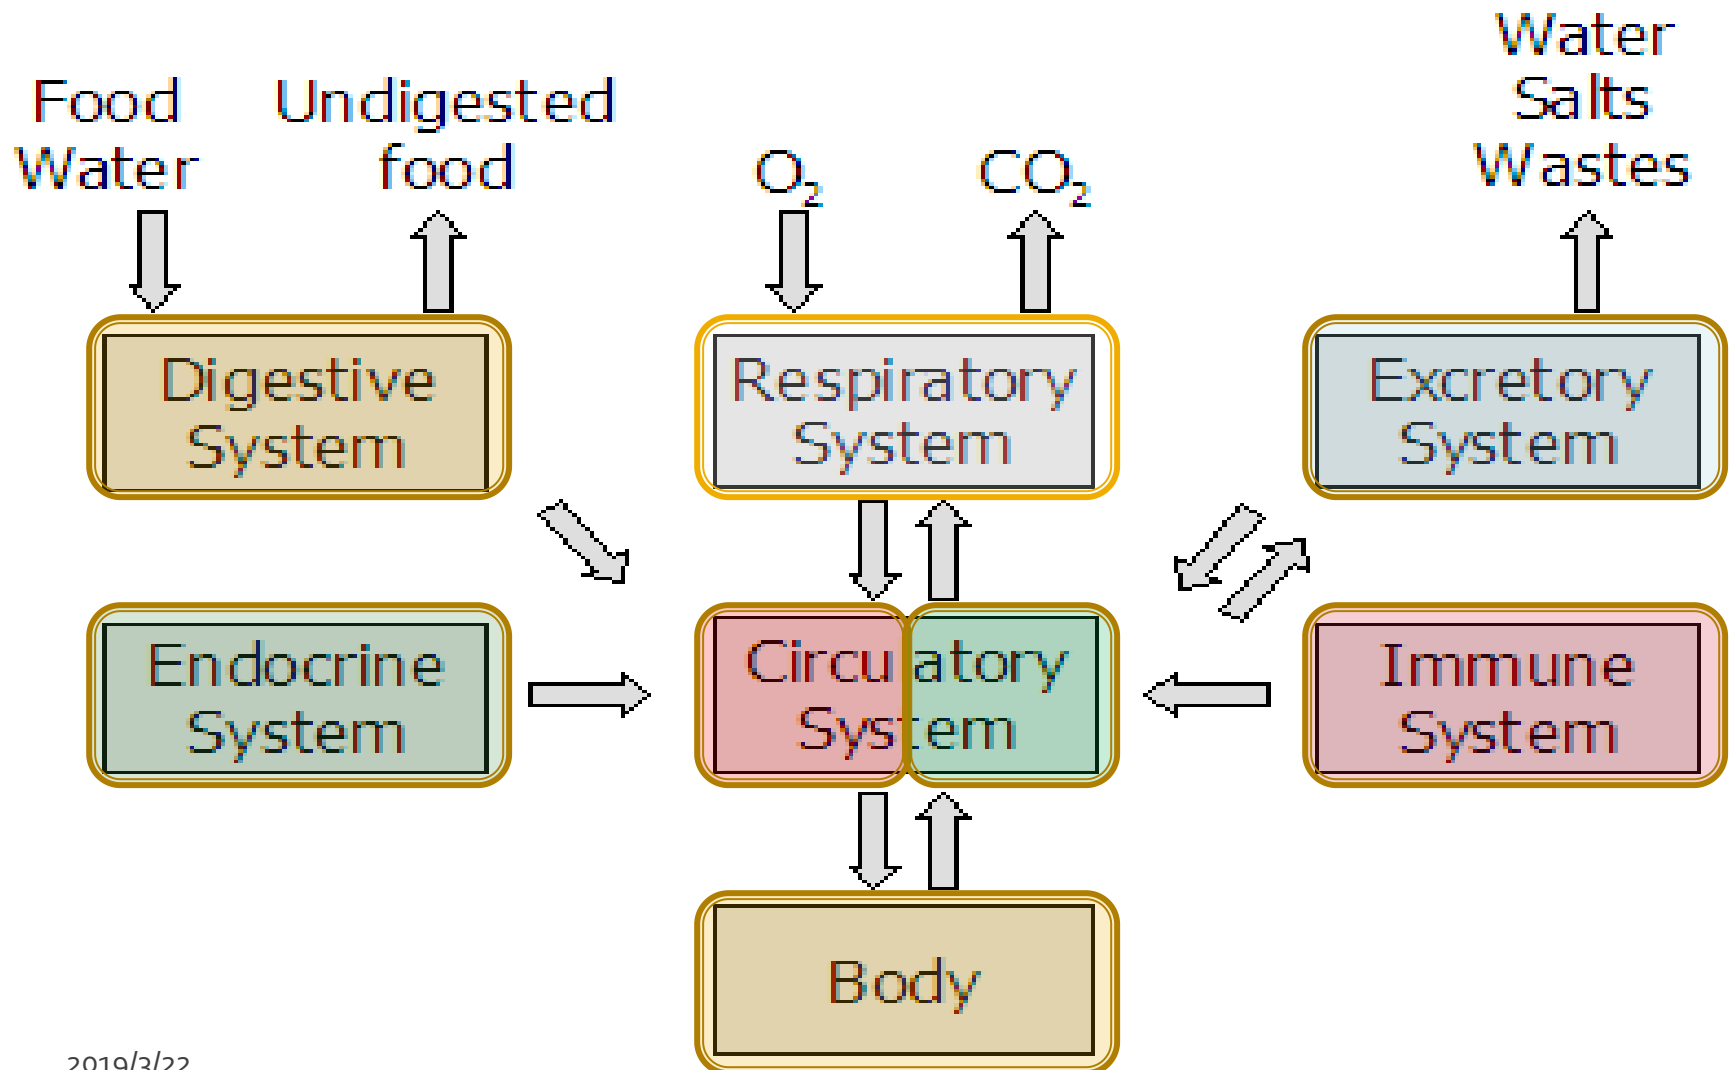 Food
Water
Undigested
food
O₂
CO₂
Water
Salts
Wastes
Digestive
System
Respiratory
System
Excretory
System
Endocrine
System
Circulatory
System
Immune
System
Body
2019/3/22